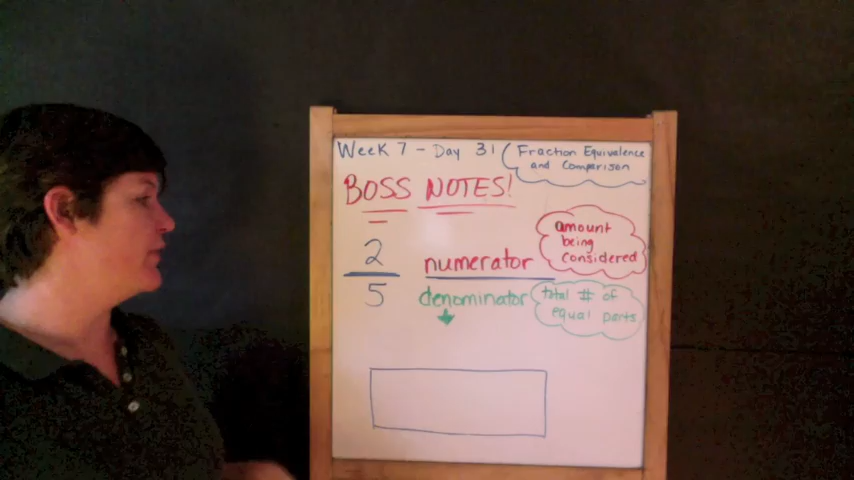 Week 7 - Day 31
Fraction Equivalence
and Comparison
BOSS NOTES!
2
5
numerator
denominator
amount
being
considered
total # of
equal parts